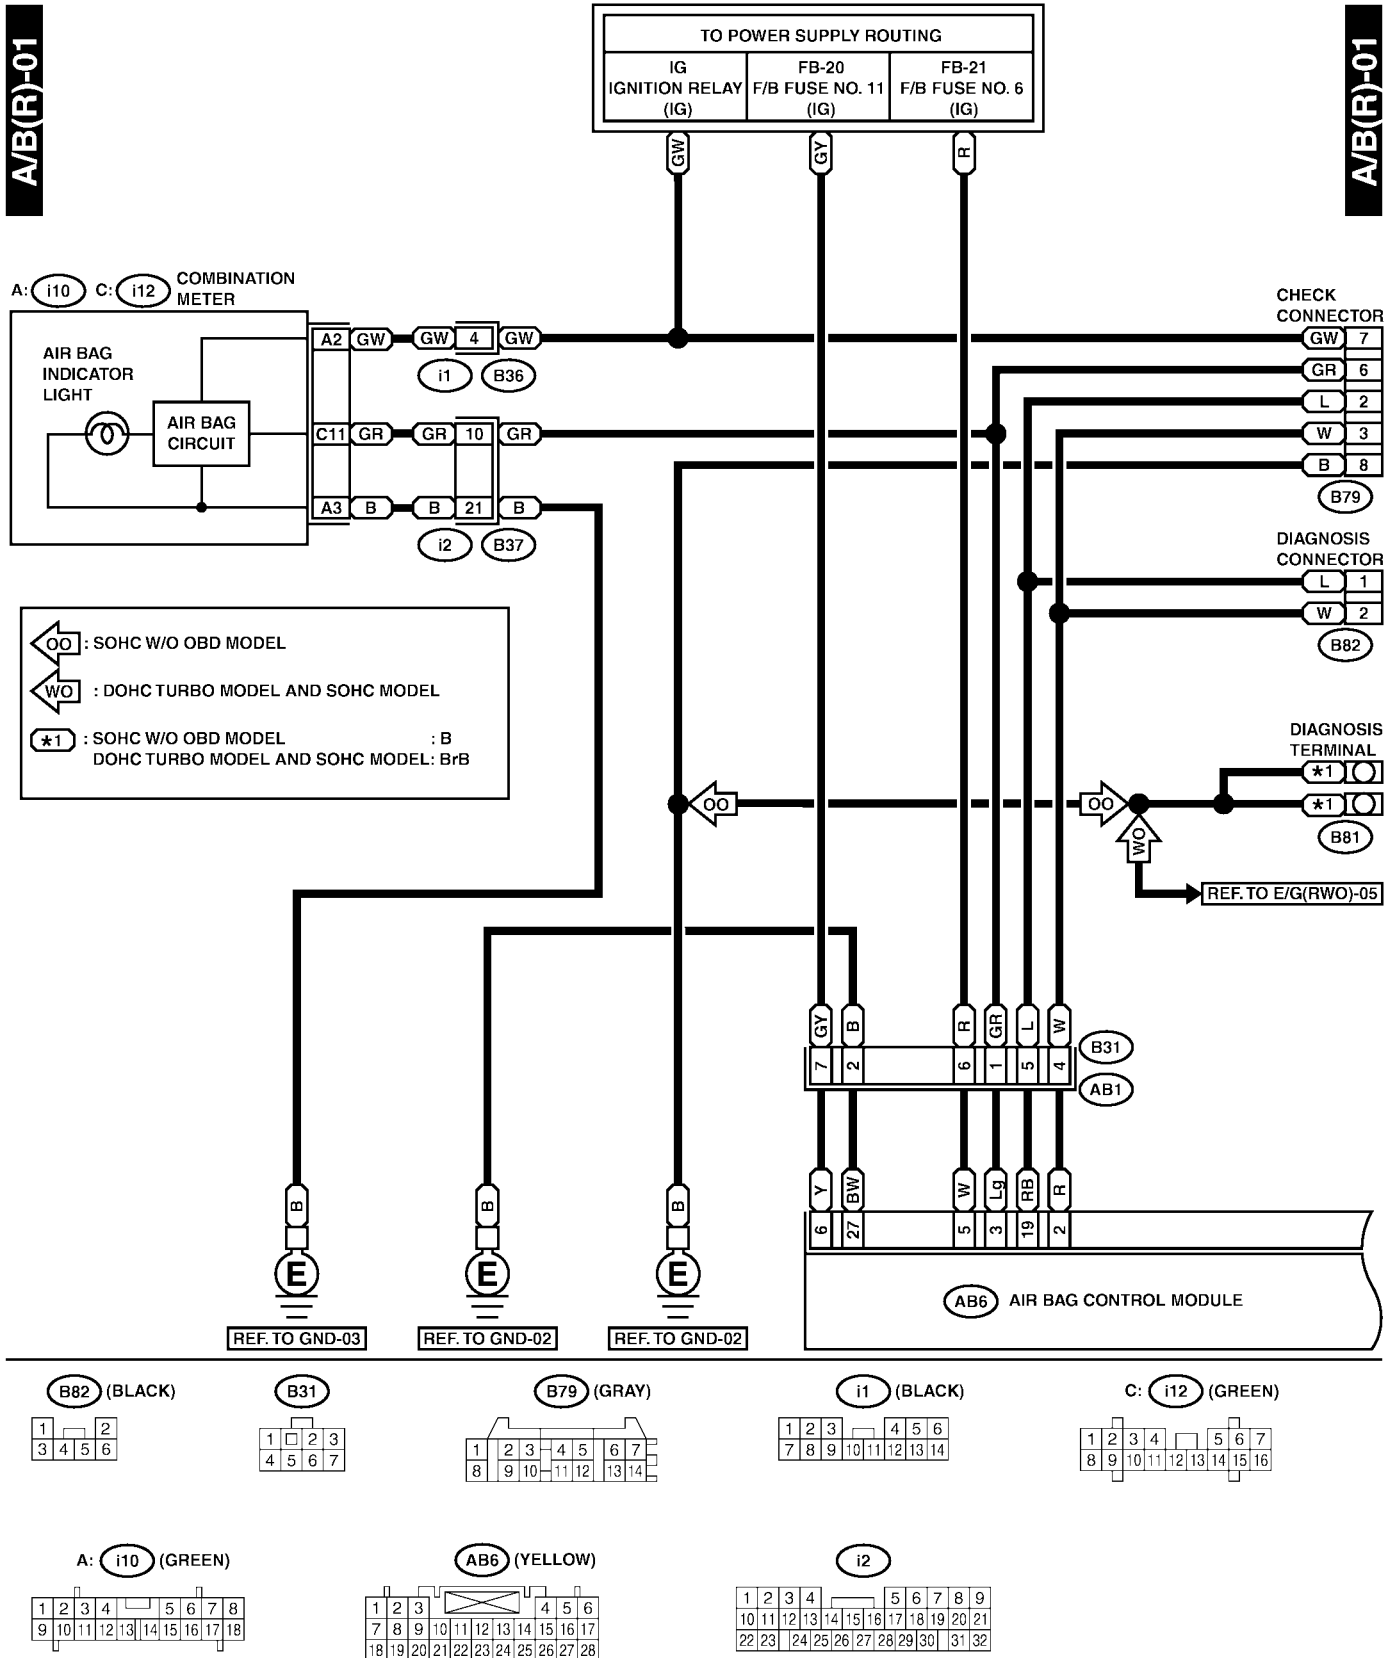 A/B(R)-01
A/B(R)-01
TO POWER SUPPLY ROUTING
IG
IGNITION RELAY
(IG)
FB-20
F/B FUSE NO. 11
(IG)
FB-21
F/B FUSE NO. 6
(IG)
GW
GY
R
A: i10 C: i12 COMBINATION
METER
AIR BAG
INDICATOR
LIGHT
AIR BAG
CIRCUIT
A2 GW GW 4 GW
i1 B36
C11 GR GR 10 GR
A3 B B 21 B
i2 B37
CHECK
CONNECTOR
GW 7
GR 6
L 2
W 3
B 8
B79
DIAGNOSIS
CONNECTOR
L 1
W 2
B82
OO : SOHC W/O OBD MODEL
WO : DOHC TURBO MODEL AND SOHC MODEL
*1 : SOHC W/O OBD MODEL : B
DOHC TURBO MODEL AND SOHC MODEL: BrB
DIAGNOSIS
TERMINAL
*1
OO
OO
*1
B81
WO
REF. TO E/G(RWO)-05
GY B R GR L W
B31
7 2 6 1 5 4
AB1
Y BW W Lg RB R
6 27 5 3 19 2
B B B
E E E
AB6 AIR BAG CONTROL MODULE
REF. TO GND-03
REF. TO GND-02
REF. TO GND-02
B82 (BLACK)
1 2
3 4 5 6
B31
1 2 3
4 5 6 7
B79 (GRAY)
1 2 3 4 5 6 7
8 9 10 11 12 13 14
i1 (BLACK)
1 2 3 4 5 6
7 8 9 10 11 12 13 14
C: i12 (GREEN)
1 2 3 4 5 6 7
8 9 10 11 12 13 14 15 16
A: i10 (GREEN)
1 2 3 4 5 6 7 8
9 10 11 12 13 14 15 16 17 18
AB6 (YELLOW)
1 2 3 4 5 6
7 8 9 10 11 12 13 14 15 16 17
18 19 20 21 22 23 24 25 26 27 28
i2
1 2 3 4 5 6 7 8 9
10 11 12 13 14 15 16 17 18 19 20 21
22 23 24 25 26 27 28 29 30 31 32